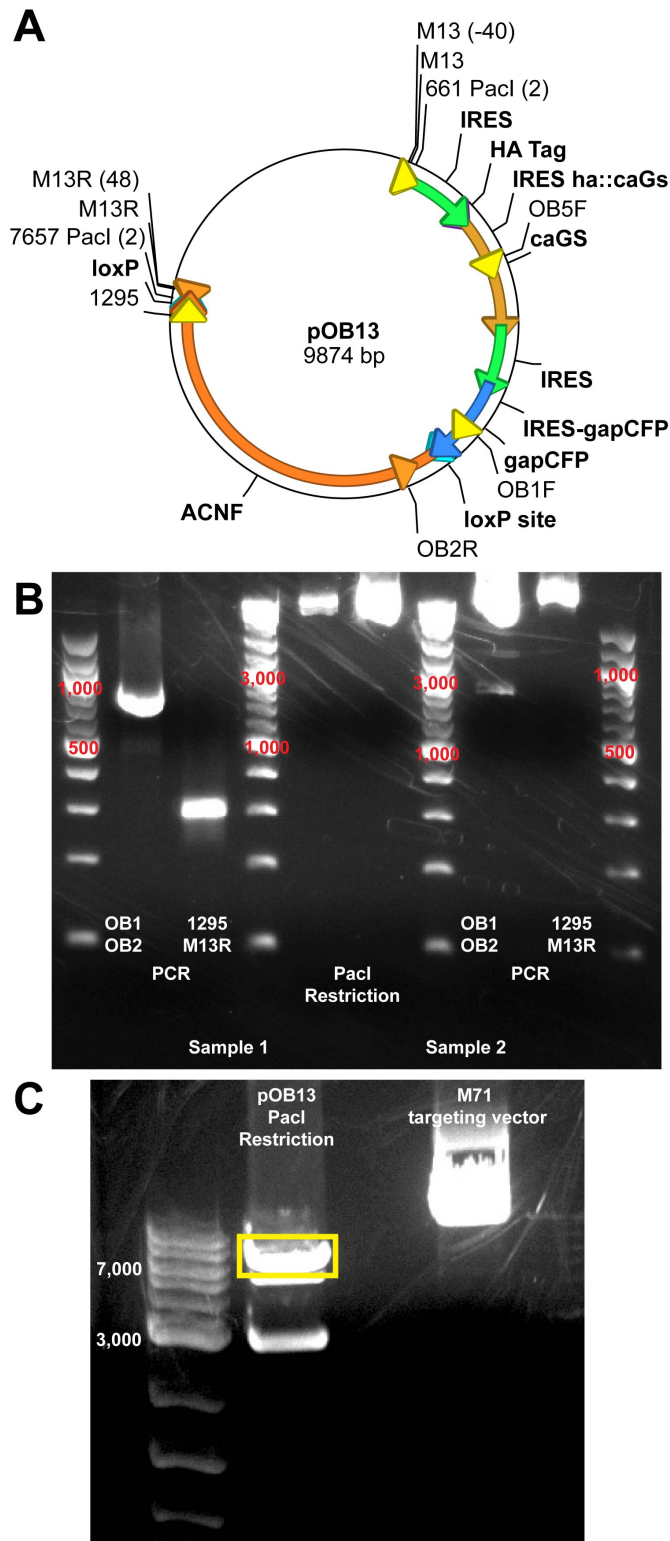 A
M13 (-40)
M13
661 PacI (2)
IRES
HA Tag
IRES ha::caGs
OB5F
caGS
M13R (48)
M13R
7657 PacI (2)
loxP
1295
pOB13
9874 bp
IRES
IRES-gapCFP
gapCFP
OB1F
loxP site
OB2R
ACNF
B
1,000
3,000
3,000
1,000
500
1,000
1,000
500
OB1
OB2
1295
M13R
OB1
OB2
1295
M13R
PCR
PacI
Restriction
PCR
Sample 1
Sample 2
C
pOB13
PacI
Restriction
M71
targeting vector
7,000
3,000